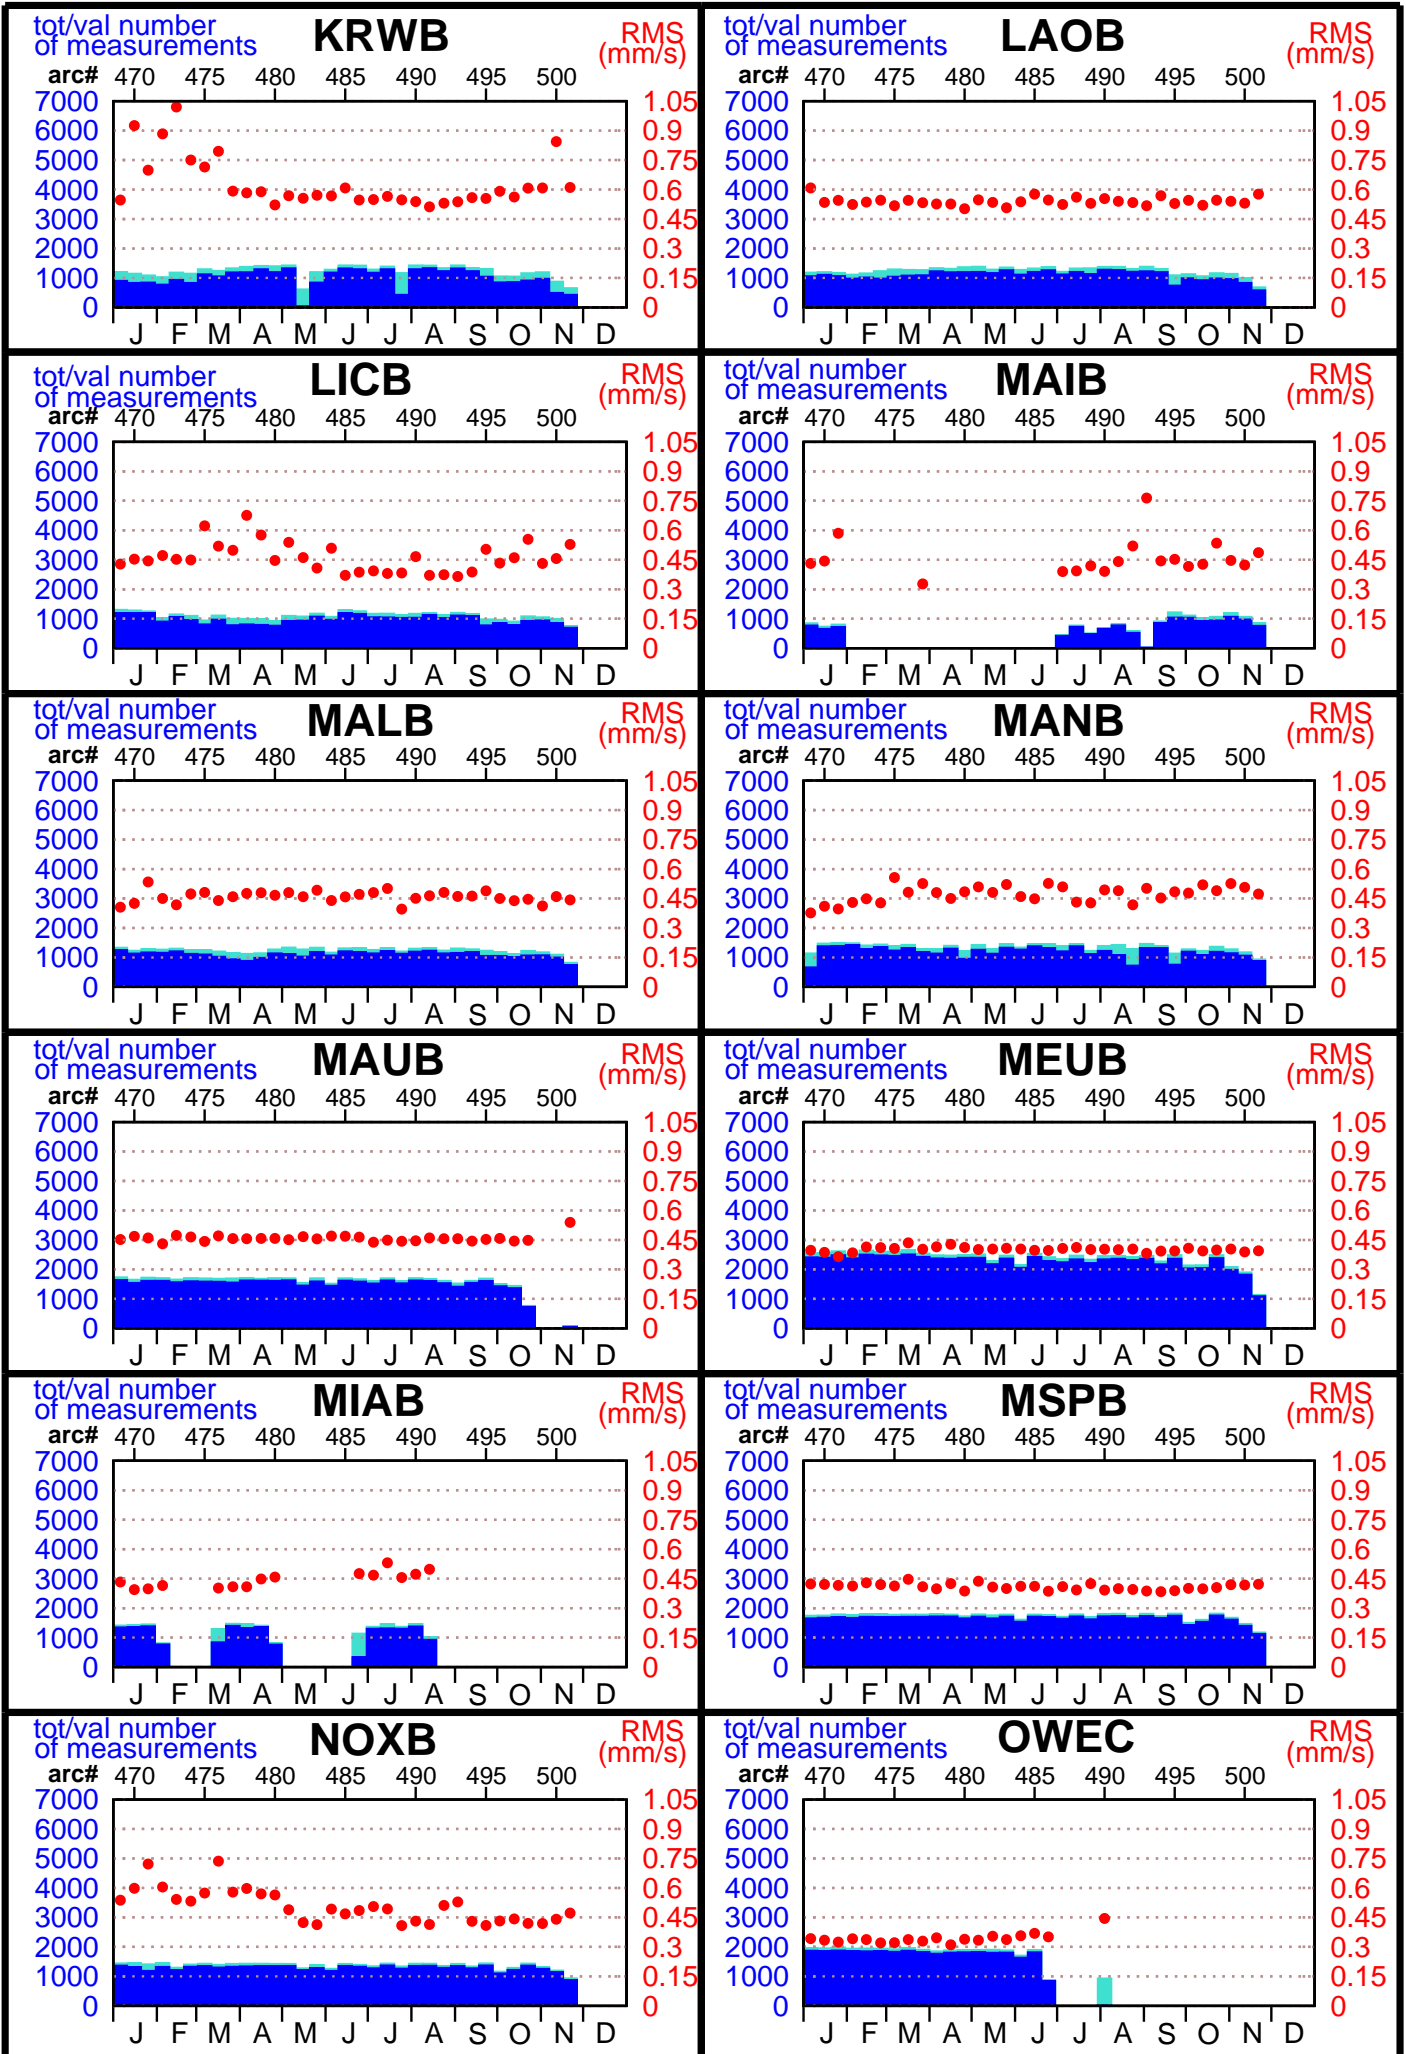 tot/val number
of measurements
KRWB
RMS
(mm/s)
arc# 470 475 480 485 490 495 500
7000 1.05
6000 0.9
5000 0.75
4000 0.6
3000 0.45
2000 0.3
1000 0.15
0 0
J F M A M J J A S O N D
tot/val number
of measurements
LAOB
RMS
(mm/s)
arc# 470 475 480 485 490 495 500
7000 1.05
6000 0.9
5000 0.75
4000 0.6
3000 0.45
2000 0.3
1000 0.15
0 0
J F M A M J J A S O N D
tot/val number
of measurements
LICB
RMS
(mm/s)
arc# 470 475 480 485 490 495 500
7000 1.05
6000 0.9
5000 0.75
4000 0.6
3000 0.45
2000 0.3
1000 0.15
0 0
J F M A M J J A S O N D
tot/val number
of measurements
MAIB
RMS
(mm/s)
arc# 470 475 480 485 490 495 500
7000 1.05
6000 0.9
5000 0.75
4000 0.6
3000 0.45
2000 0.3
1000 0.15
0 0
J F M A M J J A S O N D
tot/val number
of measurements
MALB
RMS
(mm/s)
arc# 470 475 480 485 490 495 500
7000 1.05
6000 0.9
5000 0.75
4000 0.6
3000 0.45
2000 0.3
1000 0.15
0 0
J F M A M J J A S O N D
tot/val number
of measurements
MANB
RMS
(mm/s)
arc# 470 475 480 485 490 495 500
7000 1.05
6000 0.9
5000 0.75
4000 0.6
3000 0.45
2000 0.3
1000 0.15
0 0
J F M A M J J A S O N D
tot/val number
of measurements
MAUB
RMS
(mm/s)
arc# 470 475 480 485 490 495 500
7000 1.05
6000 0.9
5000 0.75
4000 0.6
3000 0.45
2000 0.3
1000 0.15
0 0
J F M A M J J A S O N D
tot/val number
of measurements
MEUB
RMS
(mm/s)
arc# 470 475 480 485 490 495 500
7000 1.05
6000 0.9
5000 0.75
4000 0.6
3000 0.45
2000 0.3
1000 0.15
0 0
J F M A M J J A S O N D
tot/val number
of measurements
MIAB
RMS
(mm/s)
arc# 470 475 480 485 490 495 500
7000 1.05
6000 0.9
5000 0.75
4000 0.6
3000 0.45
2000 0.3
1000 0.15
0 0
J F M A M J J A S O N D
tot/val number
of measurements
MSPB
RMS
(mm/s)
arc# 470 475 480 485 490 495 500
7000 1.05
6000 0.9
5000 0.75
4000 0.6
3000 0.45
2000 0.3
1000 0.15
0 0
J F M A M J J A S O N D
tot/val number
of measurements
NOXB
RMS
(mm/s)
arc# 470 475 480 485 490 495 500
7000 1.05
6000 0.9
5000 0.75
4000 0.6
3000 0.45
2000 0.3
1000 0.15
0 0
J F M A M J J A S O N D
tot/val number
of measurements
OWEC
RMS
(mm/s)
arc# 470 475 480 485 490 495 500
7000 1.05
6000 0.9
5000 0.75
4000 0.6
3000 0.45
2000 0.3
1000 0.15
0 0
J F M A M J J A S O N D